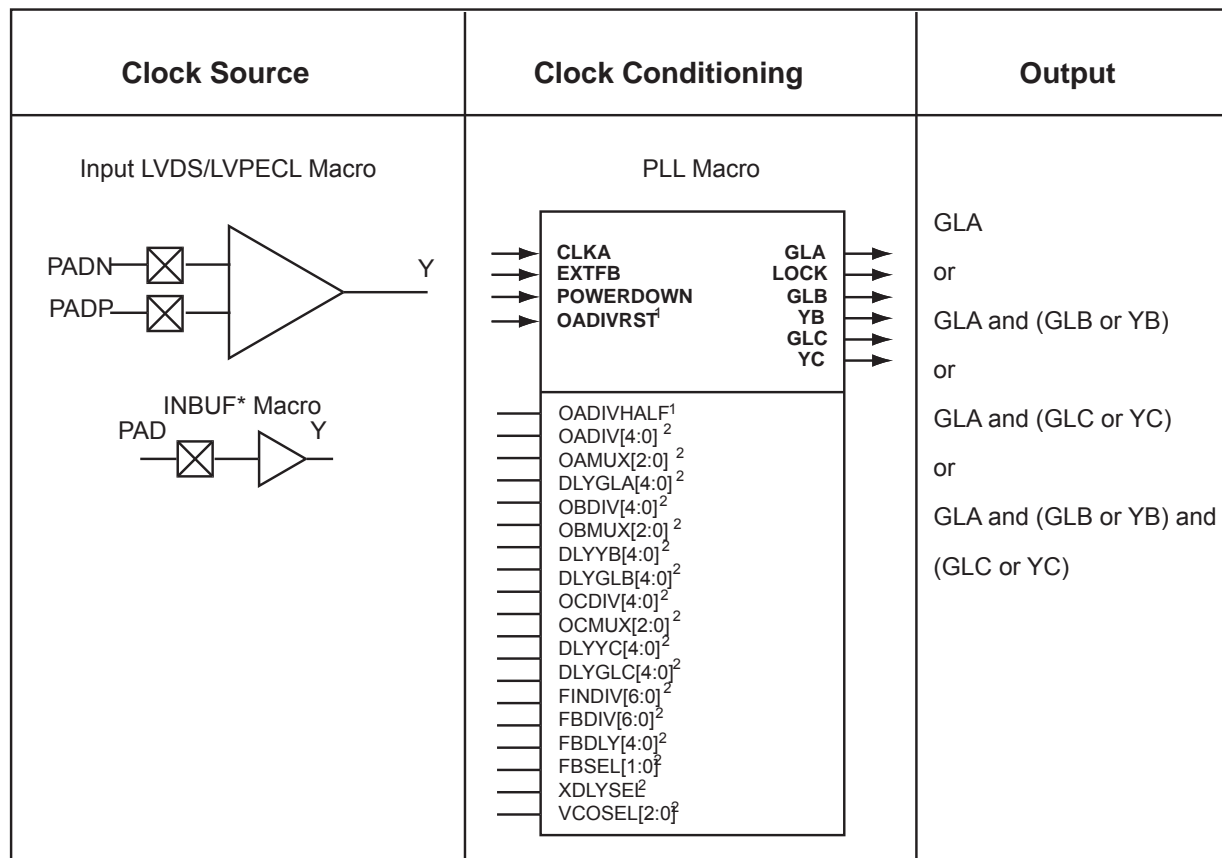 Clock Source
Clock Conditioning
Output
Input LVDS/LVPECL Macro
PADN
PADP
Y
INBUF* Macro
PAD
Y
PLL Macro
CLKA
EXTFB
POWERDOWN
OADIVRST1
GLA
LOCK
GLB
YB
GLC
YC
OADIVHALF1
OADIV[4:0] 2
OAMUX[2:0] 2
DLYGLA[4:0] 2
OBDIV[4:0]2
OBMUX[2:0] 2
DLYYB[4:0]2
DLYGLB[4:0]2
OCDIV[4:0]2
OCMUX[2:0] 2
DLYYC[4:0]2
DLYGLC[4:0]2
FINDIV[6:0]2
FBDIV[6:0]2
FBDLY[4:0]2
FBSEL[1:0]2
XDLYSEL2
VCOSEL[2:0]2
GLA
or
GLA and (GLB or YB)
or
GLA and (GLC or YC)
or
GLA and (GLB or YB) and
(GLC or YC)